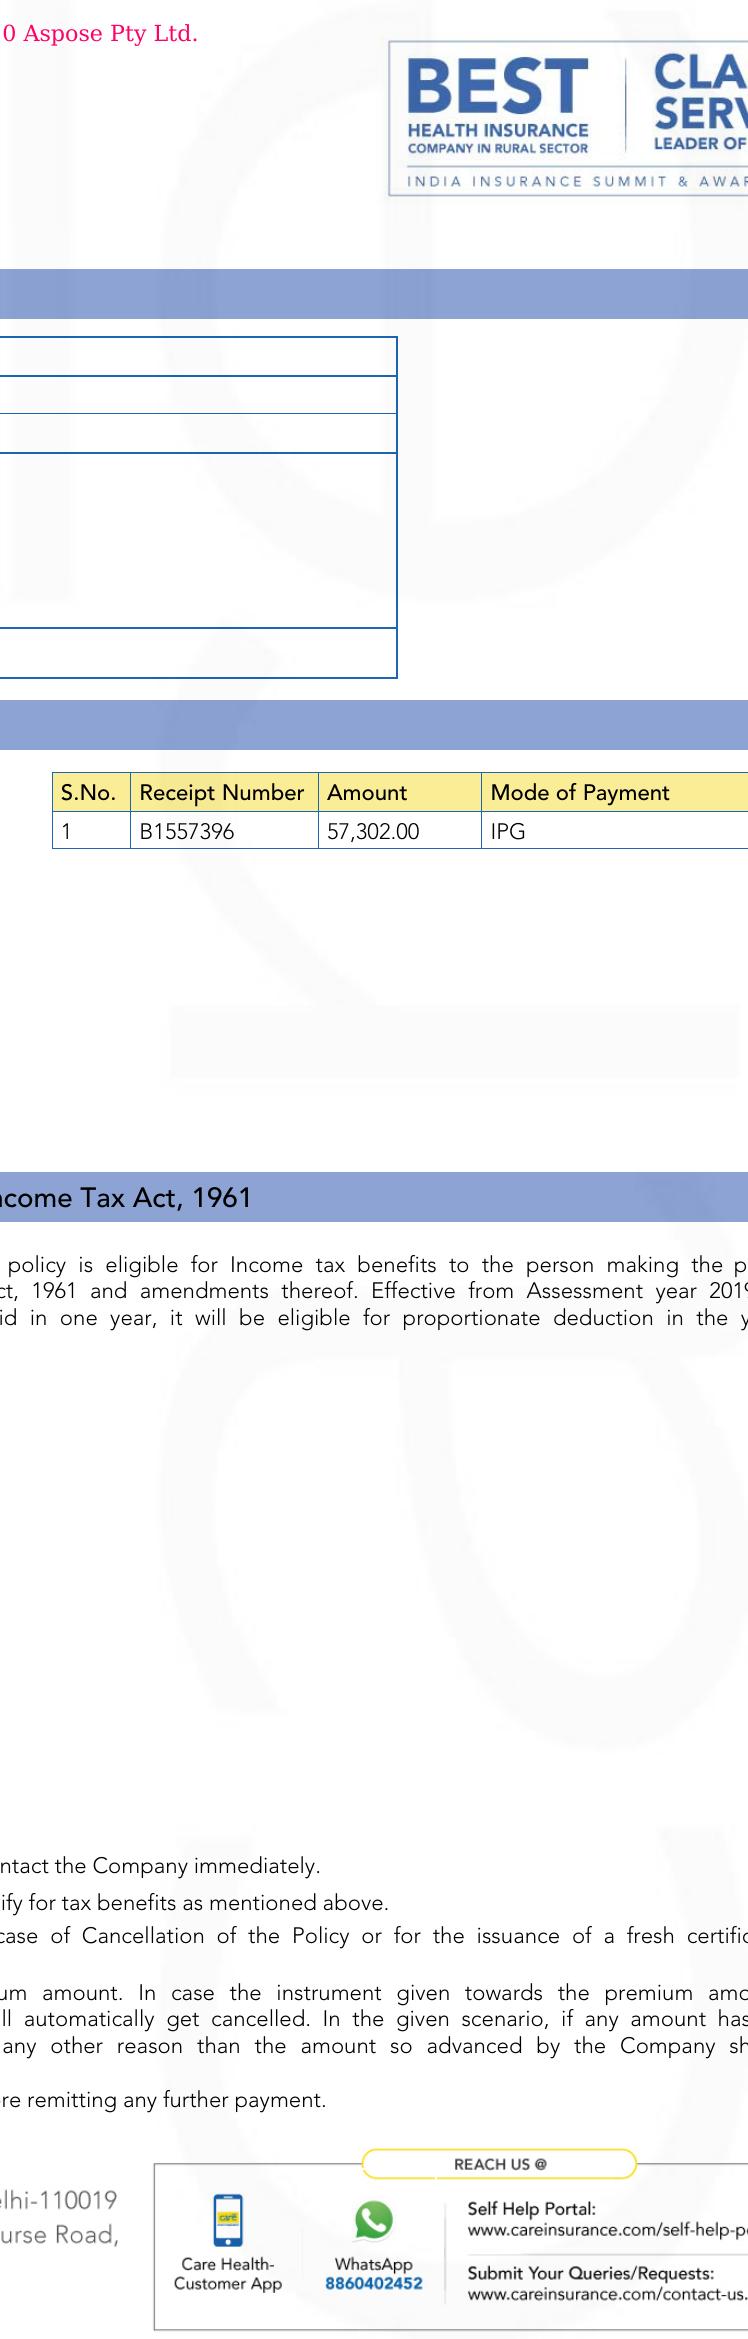 0 Aspose Pty Ltd.
BEST
HEALTH INSURANCE
COMPANY IN RURAL SECTOR
CLA
SERV
LEADER OF
INDIA INSURANCE SUMMIT & AWAR
S.No. Receipt Number Amount Mode of Payment
1 B1557396 57,302.00 IPG
ncome Tax Act, 1961
policy is eligible for Income tax benefits to the person making the p
ct, 1961 and amendments thereof. Effective from Assessment year 2019
id in one year, it will be eligible for proportionate deduction in the y
ntact the Company immediately.
ify for tax benefits as mentioned above.
case of Cancellation of the Policy or for the issuance of a fresh certific
um amount. In case the instrument given towards the premium amo
ll automatically get cancelled. In the given scenario, if any amount has
any other reason than the amount so advanced by the Company sh
re remitting any further payment.
elhi-110019
urse Road,
REACH US @
care
Care Health-
Customer App
WhatsApp
8860402452
Self Help Portal:
www.careinsurance.com/self-help-po
Submit Your Queries/Requests:
www.careinsurance.com/contact-us.